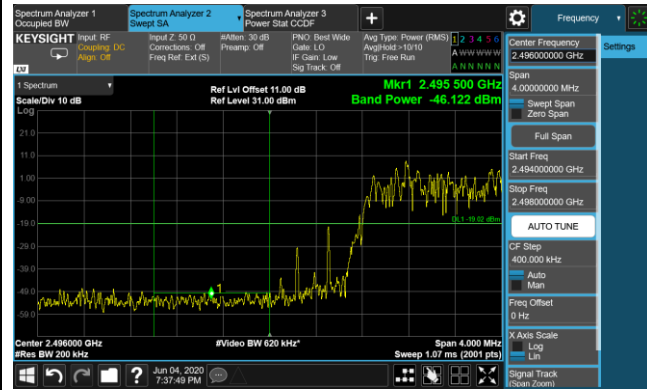 Spectrum Analyzer 1
Occupied BW
Spectrum Analyzer 2
Swept SA
Spectrum Analyzer 3
Power Stat CCDF
Frequency
KEYSIGHT
Input: RF
Coupling: DC
Align: Off
Input Z: 50 Ω
Corrections: Off
Freq Ref: Ext (S)
#Atten: 30 dB
Preamp: Off
PNO: Best Wide
Gate: LO
IF Gain: Low
Sig Track: Off
Avg Type: Power (RMS)
Avg|Hold:>10/10
Trig: Free Run
1 2 3 4 5 6
A W W W W W
A N N N N N
LXI
1 Spectrum
Scale/Div 10 dB
Log
Ref Lvl Offset 11.00 dB
Ref Level 31.00 dBm
Mkr1 2.495 500 GHz
Band Power -46.122 dBm
21.0
11.0
1.00
-9.00
-19.0
-29.0
-39.0
-49.0
-59.0
DL1 -19.02 dBm
1
Center 2.496000 GHz
#Res BW 200 kHz
#Video BW 620 kHz*
Span 4.000 MHz
Sweep 1.07 ms (2001 pts)
Jun 04, 2020
7:37:49 PM
Center Frequency
2.496000000 GHz
Settings
Span
4.00000000 MHz
Swept Span
Zero Span
Full Span
Start Freq
2.494000000 GHz
Stop Freq
2.498000000 GHz
AUTO TUNE
CF Step
400.000 kHz
Auto
Man
Freq Offset
0 Hz
X Axis Scale
Log
Lin
Signal Track
(Span Zoom)